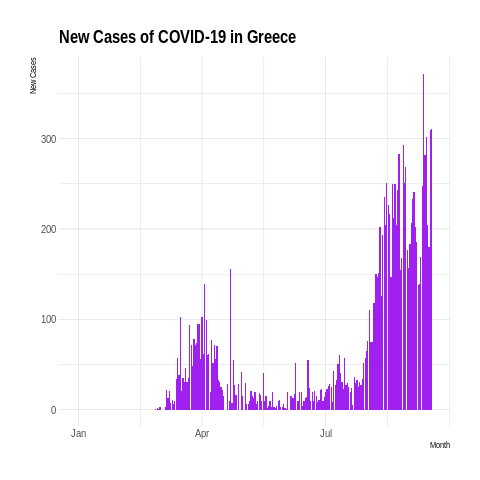 New Cases of COVID-19 in Greece
New Cases
300
200
100
0
Jan Apr Jul
Month